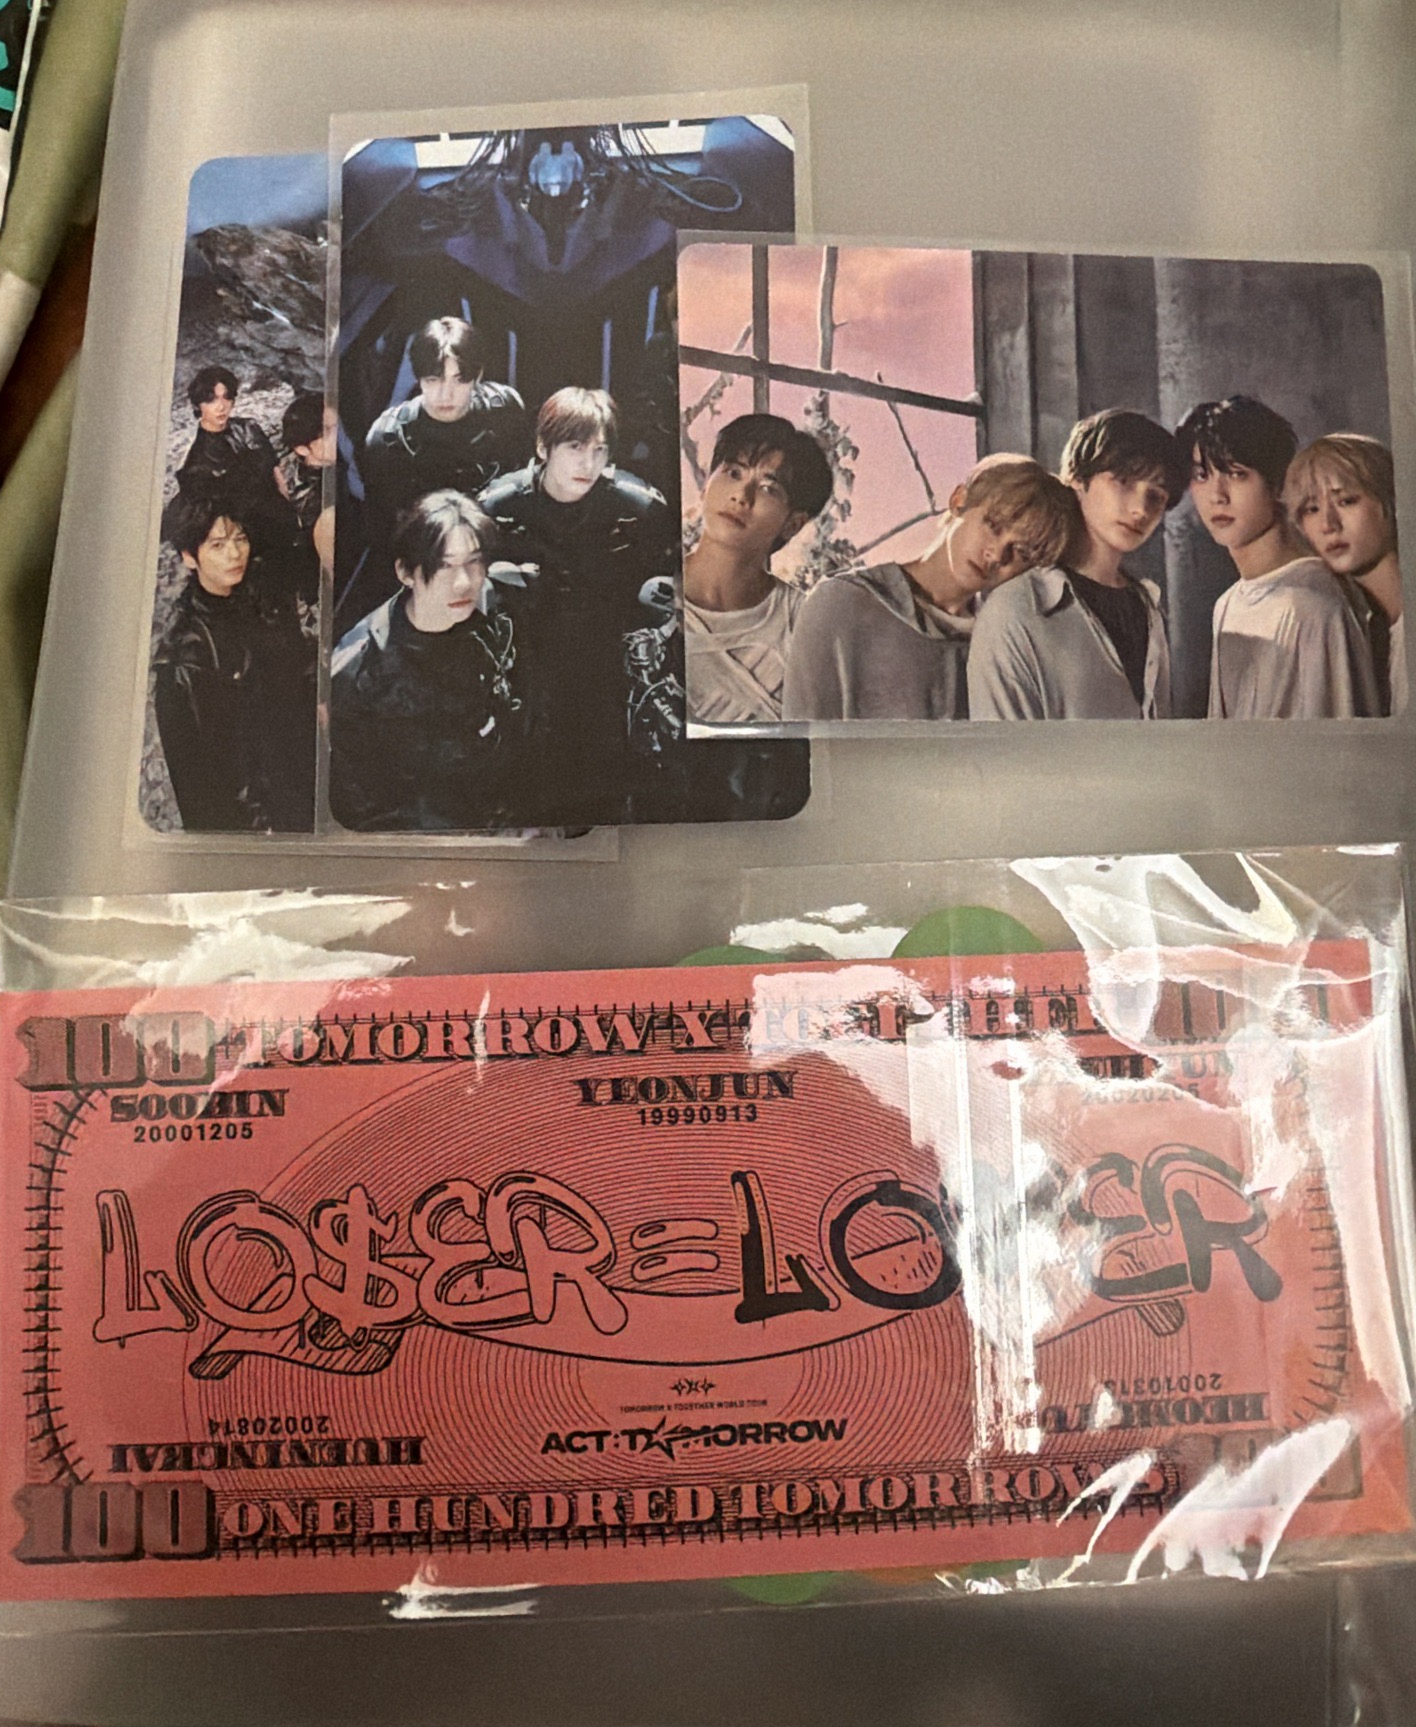 100 TOMORROW X
SOOBIN
20001205
YEONJUN
19990913
20020205
LO$ER=LO ER
20010313
20020814
HUENINGKAI
TOMORROW X TOGETHER WORLD TOUR
ACT:TOMORROW
100 ONE HUNDRED TOMORROWS